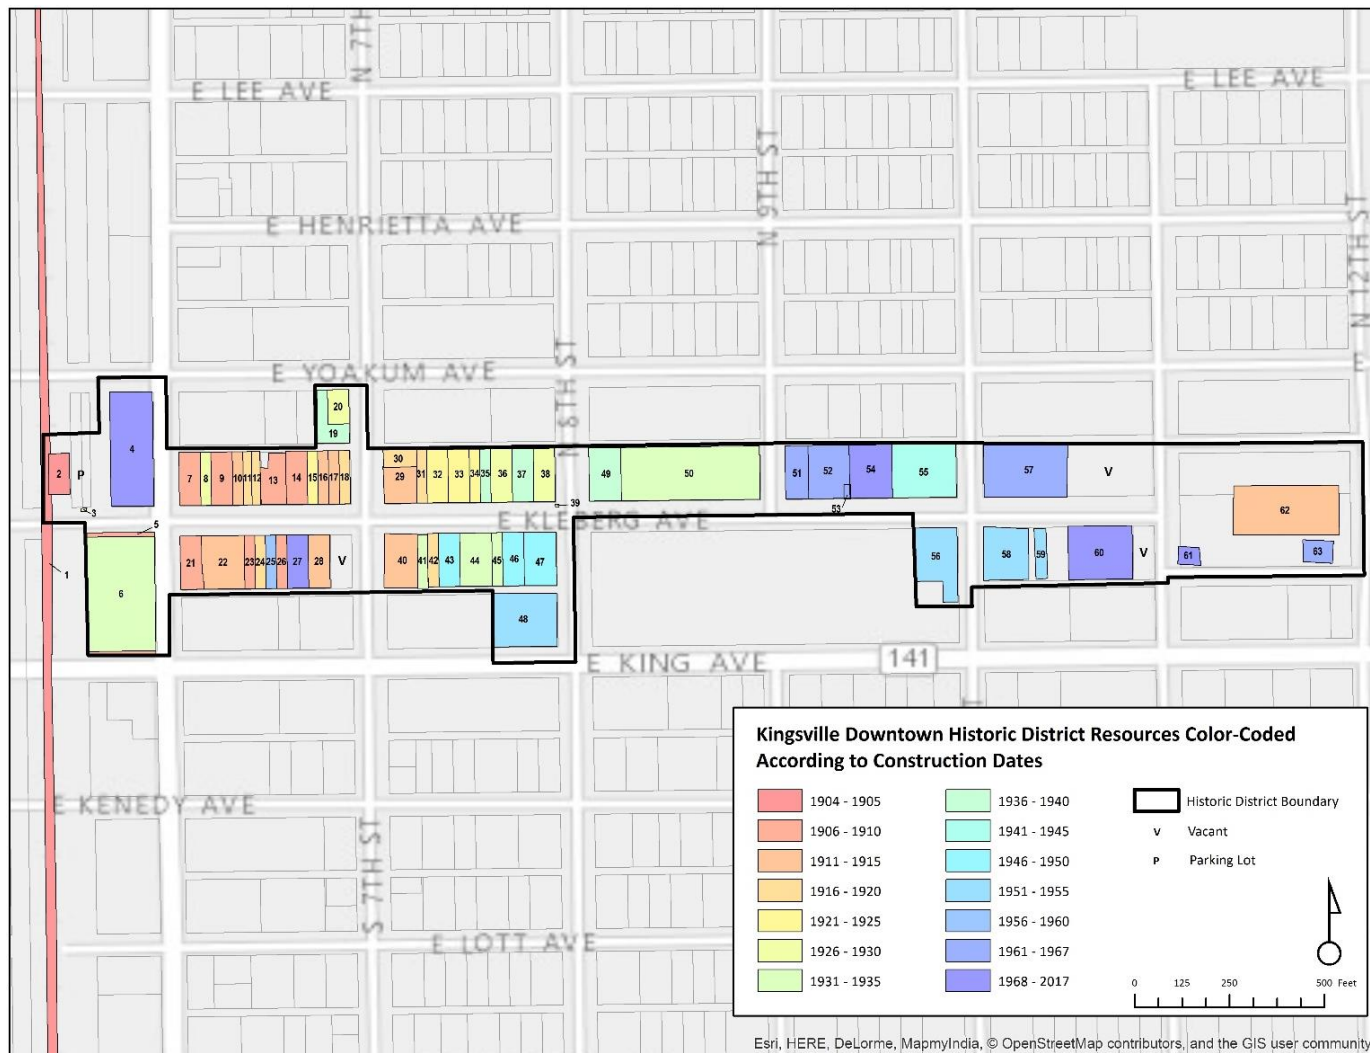 N 7TH
E LEE AVE
E LEE AVE
N 9TH ST
E HENRIETTA AVE
N 12TH ST
E YOAKUM AVE
N 8TH ST
E
20
19
4
2
P
3
5
1
6
7 8 9 10 11 12 13 14 15 16 17 18
30
29 31 32 33 34 35 36 37 38
39
49 50
51 52 54 55
53
57 V
62
E KLEBERG AVE
21 22 23 24 25 26 27 28 V
40 41 42 43 44 45 46 47
48
56 58 59 60 V
61 63
E KING AVE
141
E KENEDY AVE
S 7TH ST
E LOTT AVE
Kingsville Downtown Historic District Resources Color-Coded
According to Construction Dates
1904 - 1905
1906 - 1910
1911 - 1915
1916 - 1920
1921 - 1925
1926 - 1930
1931 - 1935
1936 - 1940
1941 - 1945
1946 - 1950
1951 - 1955
1956 - 1960
1961 - 1967
1968 - 2017
Historic District Boundary
V Vacant
P Parking Lot
0 125 250 500 Feet
Esri, HERE, DeLorme, MapmyIndia, © OpenStreetMap contributors, and the GIS user community